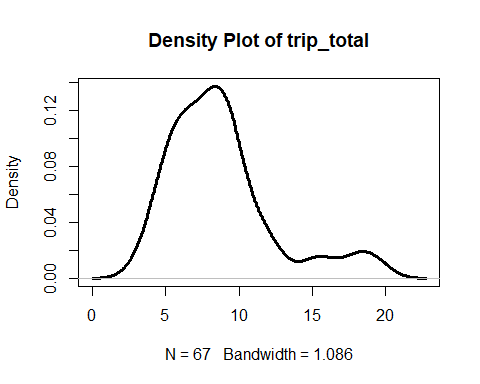 Density Plot of trip_total
Density
0.12
0.08
0.04
0.00
0 5 10 15 20
N = 67 Bandwidth = 1.086